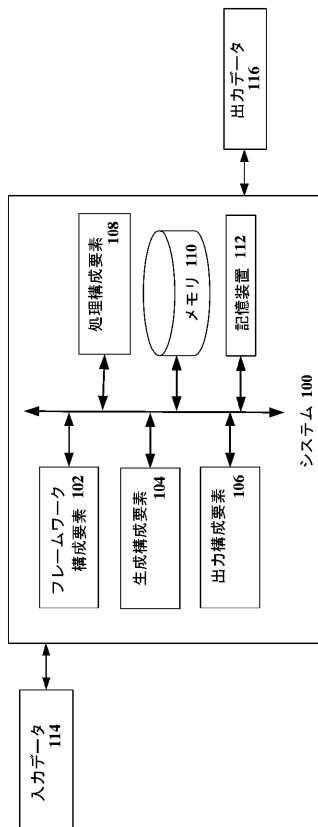 入力データ
114
フレームワーク
構成要素 102
生成構成要素
104
出力構成要素
106
処理構成要素
108
メモリ 110
記憶装置
112
システム 100
出力データ
116